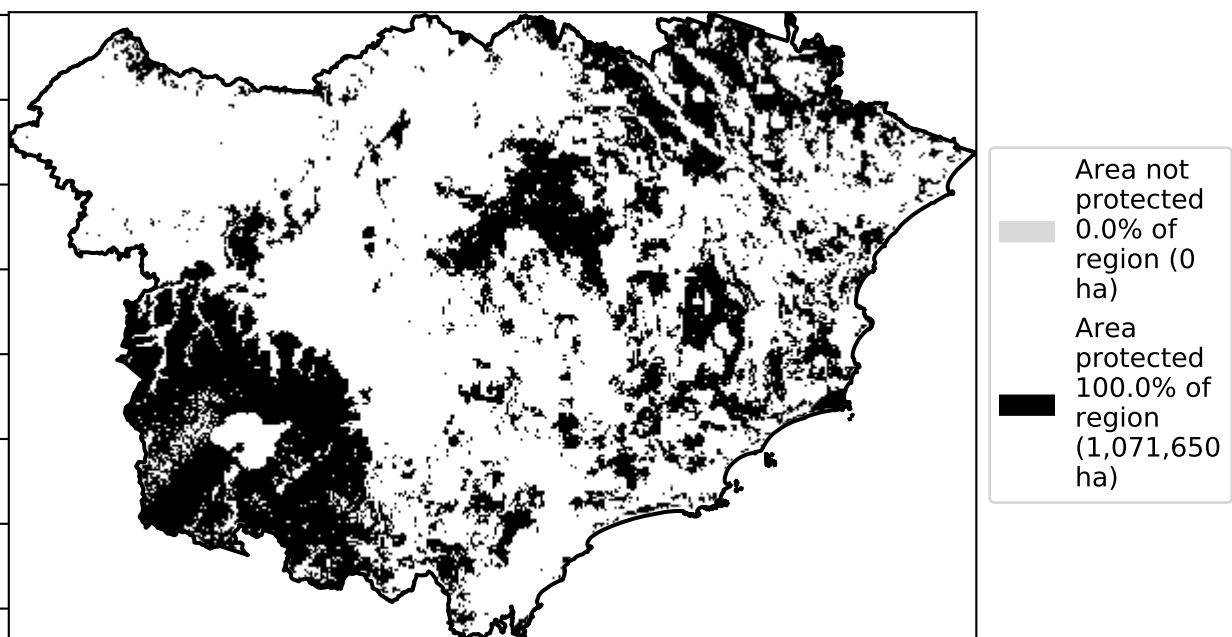 Area not
protected
0.0% of
region (0
ha)
Area
protected
100.0% of
region
(1,071,650
ha)